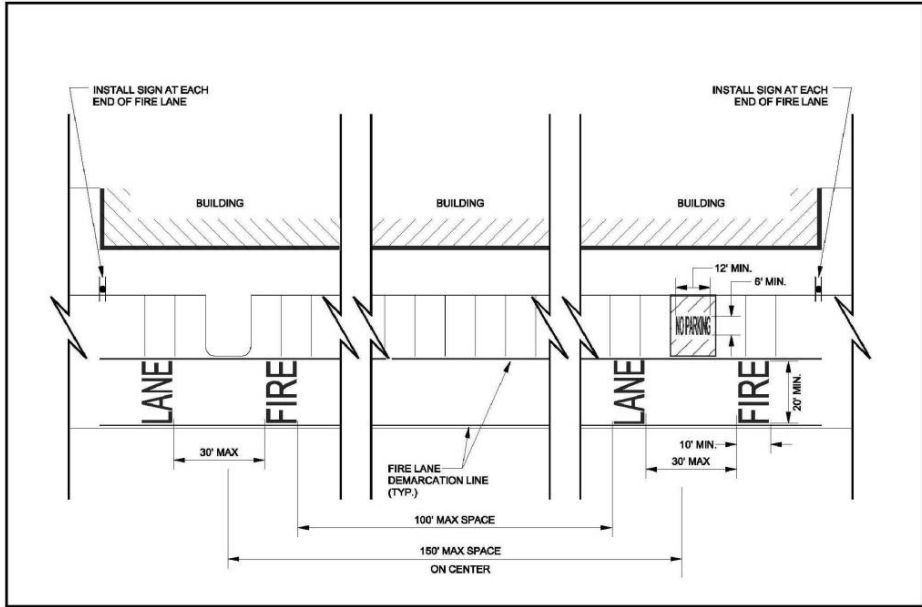 INSTALL SIGN AT EACH
END OF FIRE LANE
INSTALL SIGN AT EACH
END OF FIRE LANE
BUILDING
BUILDING
BUILDING
12' MIN.
6' MIN.
NO PARKING
LANE
FIRE
LANE
FIRE
20' MIN.
10' MIN.
30' MAX
30' MAX
FIRE LANE
DEMARCATION LINE
(TYP.)
100' MAX SPACE
150' MAX SPACE
ON CENTER